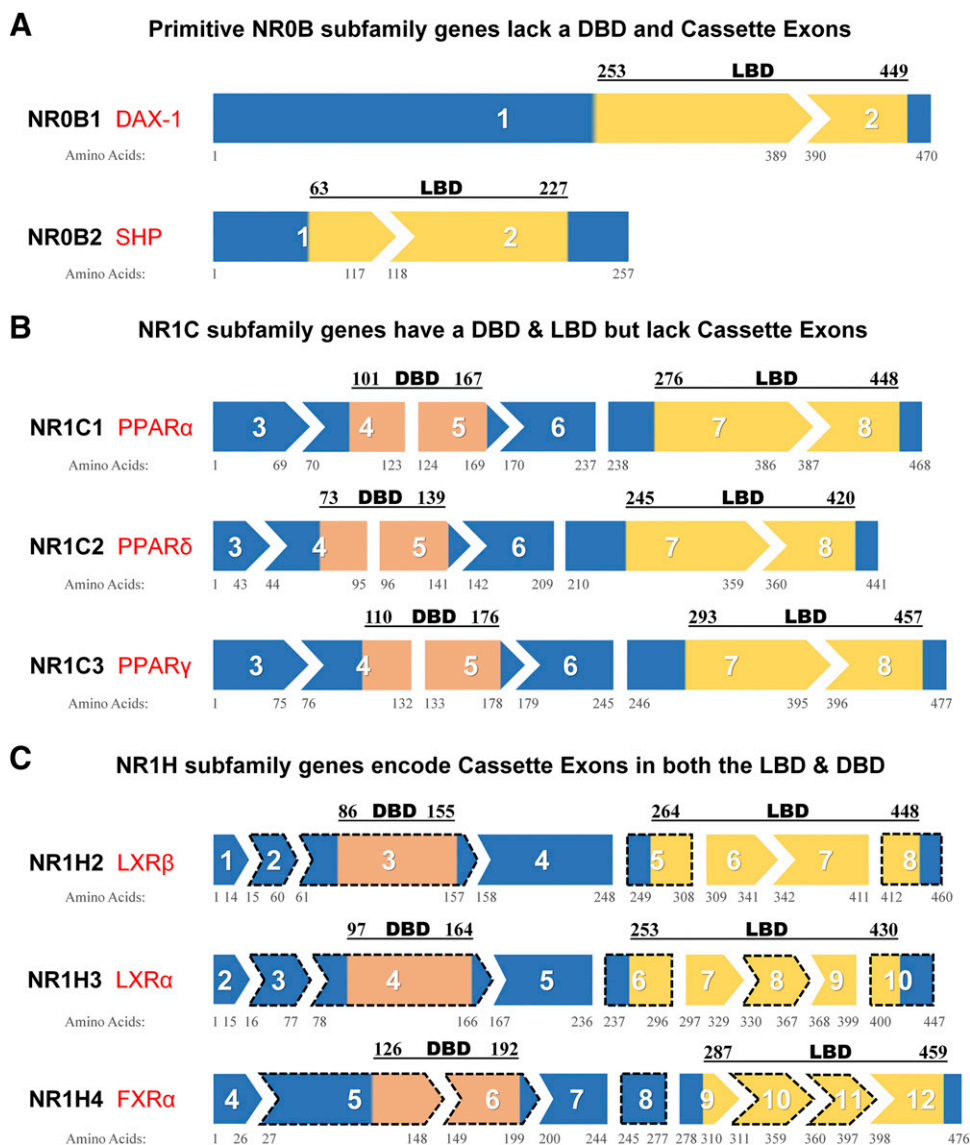 A Primitive NR0B subfamily genes lack a DBD and Cassette Exons
253 LBD 449
NR0B1 DAX-1 1 2
Amino Acids: 1 389 390 470
63 LBD 227
NR0B2 SHP 1 2
Amino Acids: 1 117 118 257
B NR1C subfamily genes have a DBD & LBD but lack Cassette Exons
101 DBD 167 276 LBD 448
NR1C1 PPARα 3 4 5 6 7 8
Amino Acids: 1 69 70 123 124 169 170 237 238 386 387 468
73 DBD 139 245 LBD 420
NR1C2 PPARδ 3 4 5 6 7 8
Amino Acids: 1 43 44 95 96 141 142 209 210 359 360 441
110 DBD 176 293 LBD 457
NR1C3 PPARγ 3 4 5 6 7 8
Amino Acids: 1 75 76 132 133 178 179 245 246 395 396 477
C NR1H subfamily genes encode Cassette Exons in both the LBD & DBD
86 DBD 155 264 LBD 448
NR1H2 LXRβ 1 2 3 4 5 6 7 8
Amino Acids: 1 14 15 60 61 157 158 248 249 308 309 341 342 411 412 460
97 DBD 164 253 LBD 430
NR1H3 LXRα 2 3 4 5 6 7 8 9 10
Amino Acids: 1 15 16 77 78 166 167 236 237 296 297 329 330 367 368 399 400 447
126 DBD 192 287 LBD 459
NR1H4 FXRα 4 5 6 7 8 9 10 11 12
Amino Acids: 1 26 27 148 149 199 200 244 245 277 278 310 311 359 360 397 398 476